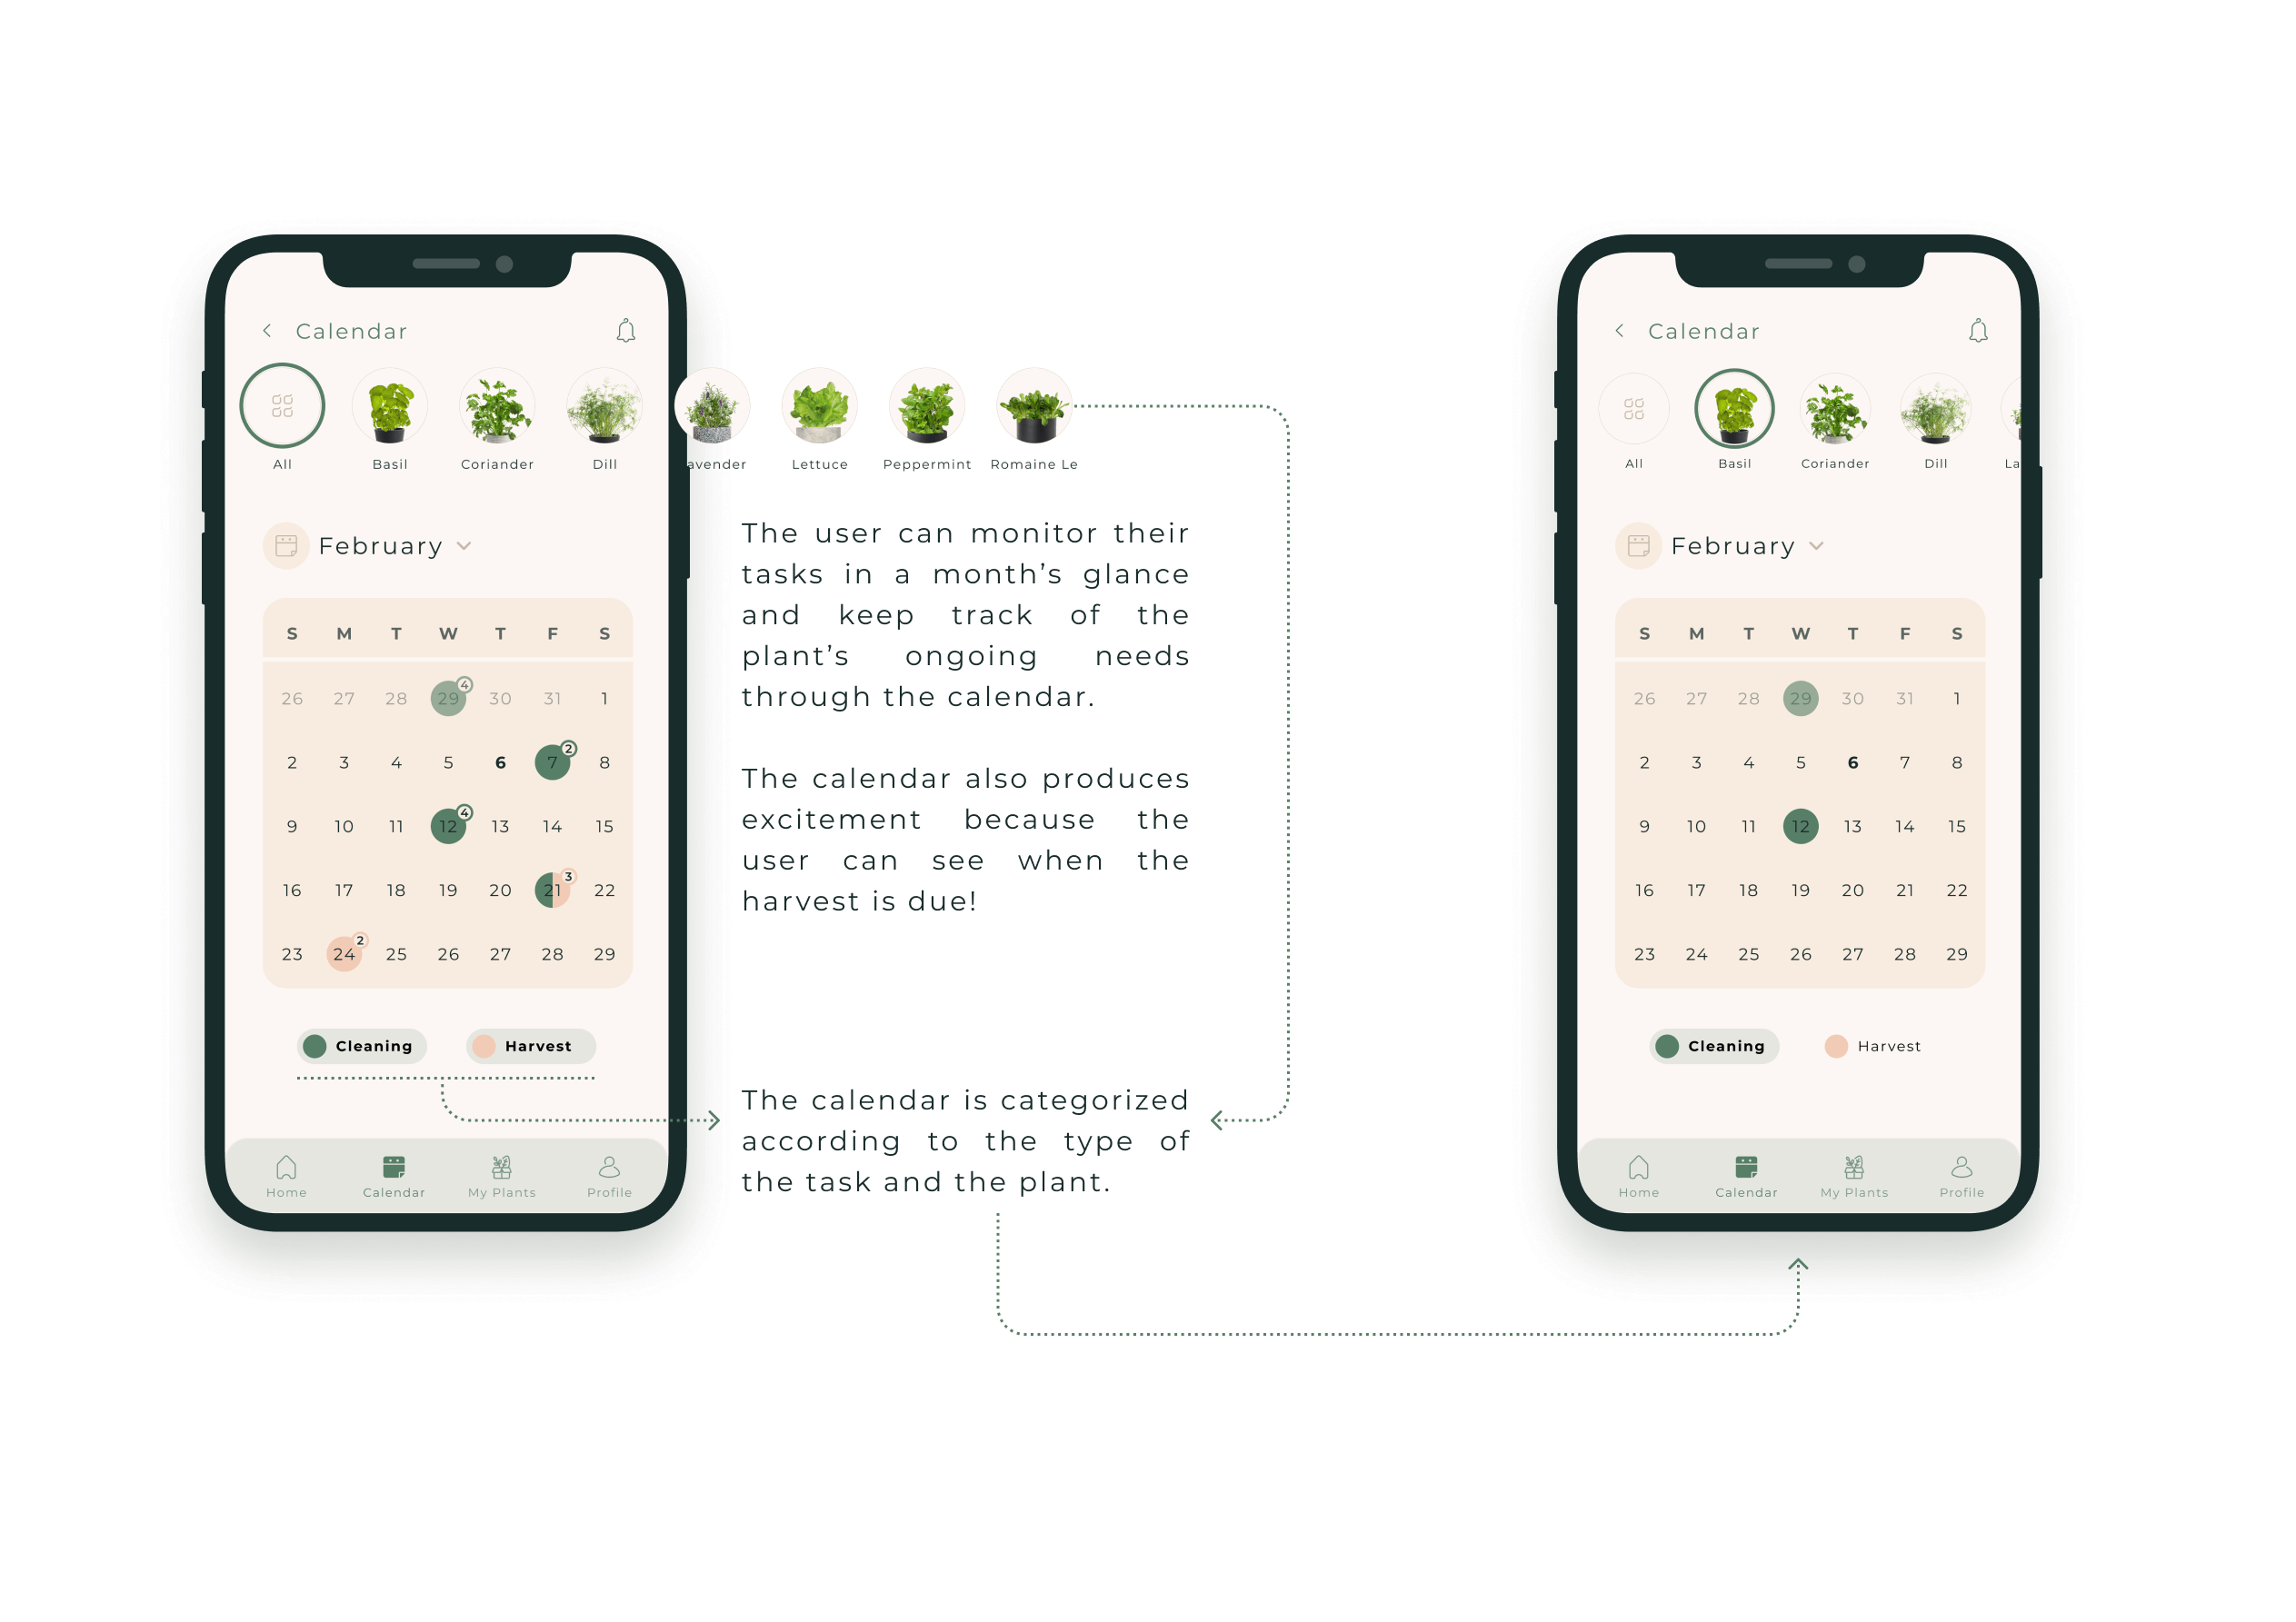 Calendar
All Basil Coriander Dill avender Lettuce Peppermint Romaine Le
February
S M T W T F S
26 27 28 29 4 30 31 1
2 3 4 5 6 7 2 8
9 10 11 12 4 13 14 15
16 17 18 19 20 21 3 22
23 24 2 25 26 27 28 29
Cleaning Harvest
Home Calendar My Plants Profile
The user can monitor their
tasks in a month’s glance
and keep track of the
plant’s ongoing needs
through the calendar.
The calendar also produces
excitement because the
user can see when the
harvest is due!
The calendar is categorized
according to the type of
the task and the plant.
Calendar
All Basil Coriander Dill La
February
S M T W T F S
26 27 28 29 30 31 1
2 3 4 5 6 7 8
9 10 11 12 13 14 15
16 17 18 19 20 21 22
23 24 25 26 27 28 29
Cleaning Harvest
Home Calendar My Plants Profile